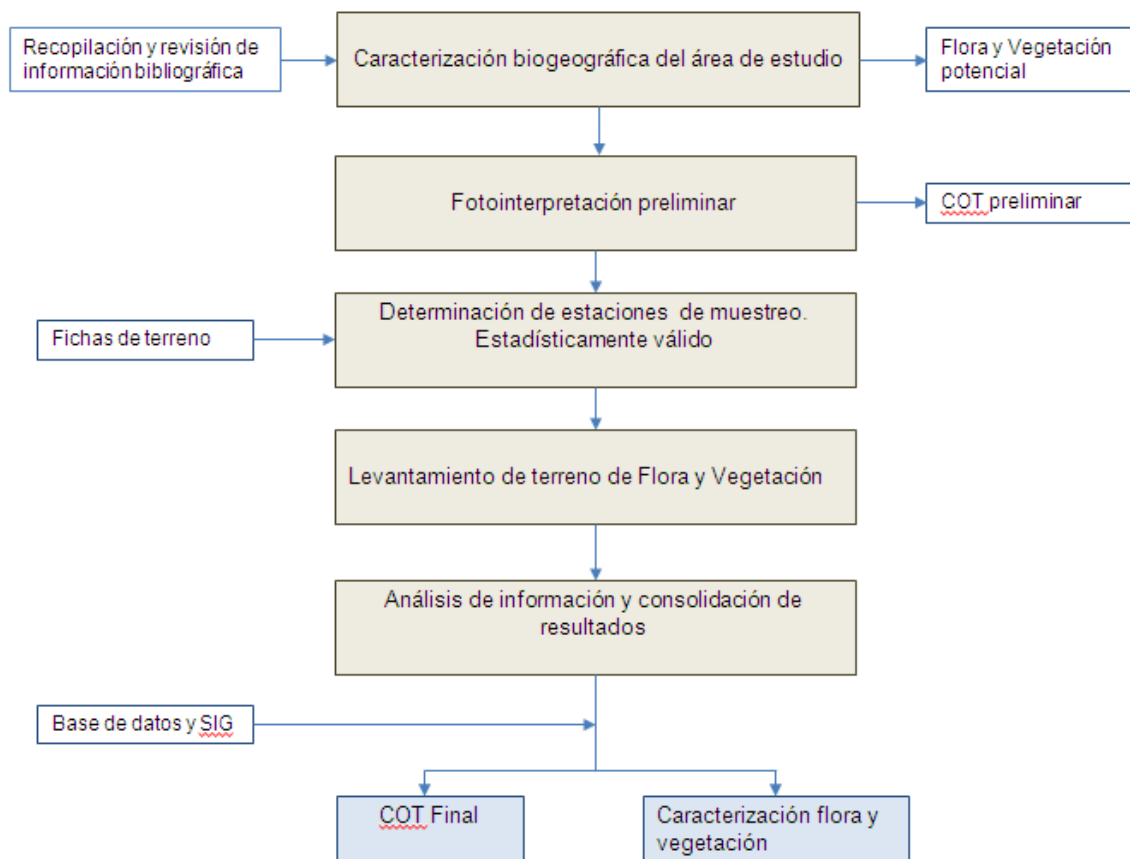 Recopilación y revisión de
información bibliográfica
Caracterización biogeográfica del área de estudio
Flora y Vegetación
potencial
Fotointerpretación preliminar
COT preliminar
Determinación de estaciones de muestreo.
Estadísticamente válido
Fichas de terreno
Levantamiento de terreno de Flora y Vegetación
Análisis de información y consolidación de
resultados
Base de datos y SIG
COT Final
Caracterización flora y
vegetación